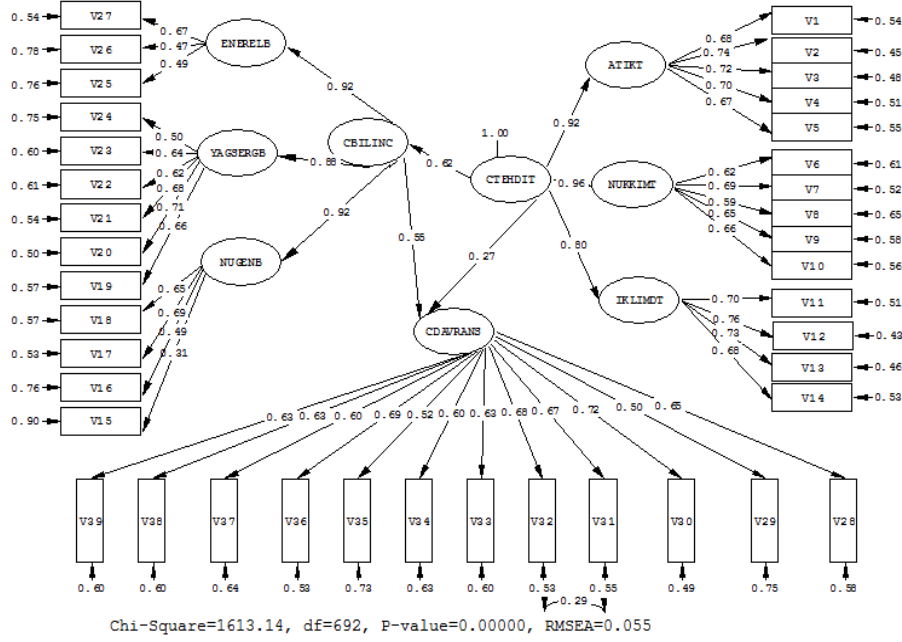 0.54 V27 0.67 ENERELB ATIKT 0.68 V1 0.54
0.78 V26 0.47 0.74 V2 0.45
0.76 V25 0.49 0.72 V3 0.48
0.70 V4 0.51
0.67 V5 0.55
0.75 V24 0.92 0.92
0.60 V23 0.50 0.64 YAGSERGB 0.88 CBILINC 0.62 1.00 CTEHDIT 0.96 NUKKIMT 0.62 V6 0.61
0.61 V22 0.62 0.69 V7 0.52
0.54 V21 0.68 0.59 V8 0.65
0.50 V20 0.71 0.92 0.65 V9 0.58
0.57 V19 0.66 NUGENB 0.55 0.27 0.80 0.66 V10 0.56
0.57 V18 0.65 IKLIMDT 0.70 V11 0.51
0.53 V17 0.69 CDAVRANS 0.76 V12 0.43
0.76 V16 0.49 0.73 V13 0.46
0.90 V15 0.31 0.68 V14 0.53
0.63 0.63 0.60 0.69 0.52 0.60 0.63 0.68 0.67 0.72 0.50 0.65
V39 V38 V37 V36 V35 V34 V33 V32 V31 V30 V29 V28
0.60 0.60 0.64 0.53 0.73 0.63 0.60 0.53 0.55 0.49 0.75 0.58
0.29
Chi-Square=1613.14, df=692, P-value=0.00000, RMSEA=0.055